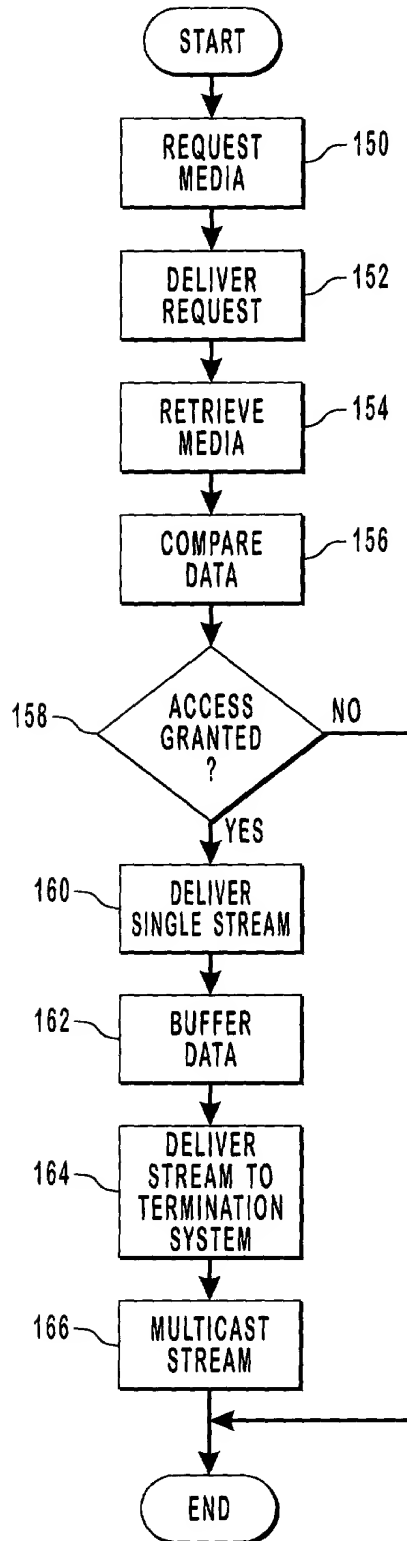 START
REQUEST
MEDIA
150
DELIVER
REQUEST
152
RETRIEVE
MEDIA
154
COMPARE
DATA
156
158
ACCESS
GRANTED
?
NO
YES
160
DELIVER
SINGLE STREAM
162
BUFFER
DATA
164
DELIVER
STREAM TO
TERMINATION
SYSTEM
166
MULTICAST
STREAM
END